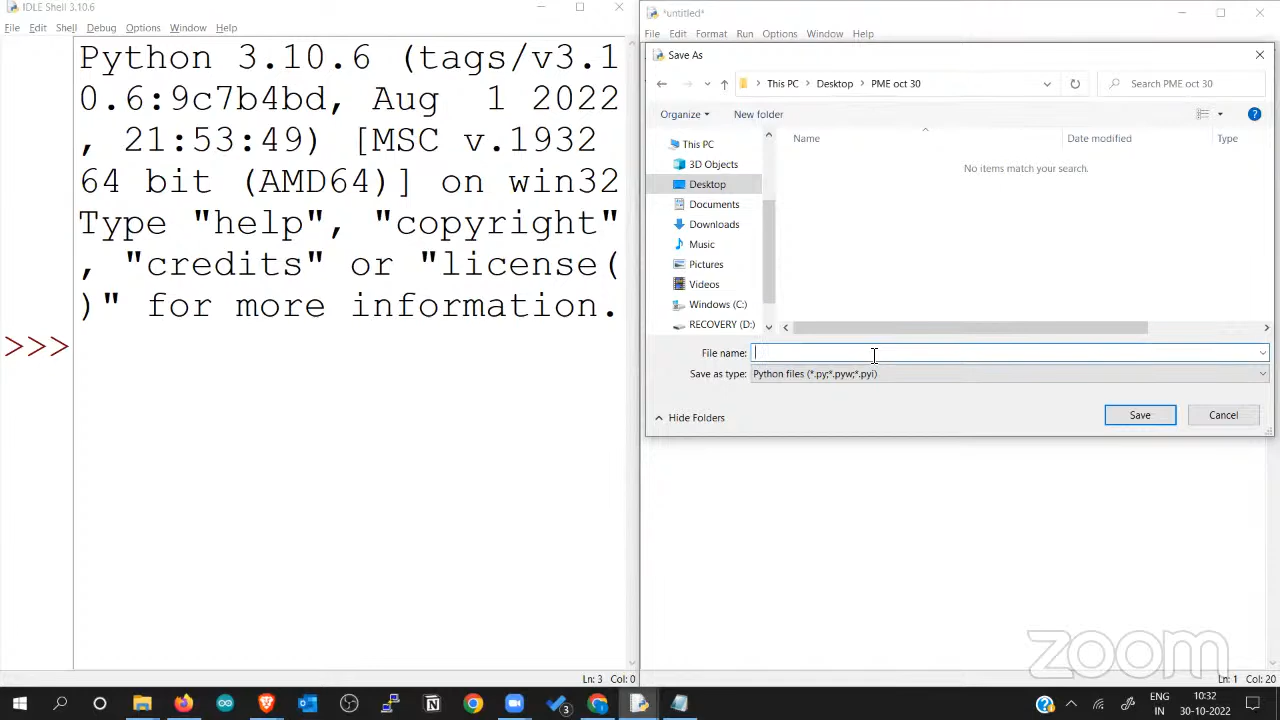 IDLE Shell 3.10.6
File Edit Shell Debug Options Window Help
Python 3.10.6 (tags/v3.1
0.6:9c7b4bd, Aug  1 2022
, 21:53:49) [MSC v.1932
64 bit (AMD64)] on win32
Type "help", "copyright"
, "credits" or "license(
)" for more information.
>>>
Ln: 3 Col: 0
*untitled*
File Edit Format Run Options Window Help
Save As
This PC > Desktop > PME oct 30
Search PME oct 30
Organize New folder
Name Date modified Type
No items match your search.
This PC
3D Objects
Desktop
Documents
Downloads
Music
Pictures
Videos
Windows (C:)
RECOVERY (D:)
File name:
Save as type: Python files (*.py;*.pyw;*.pyi)
Hide Folders
Save Cancel
zoom
Ln: 1 Col: 20
ENG
IN
10:32
30-10-2022